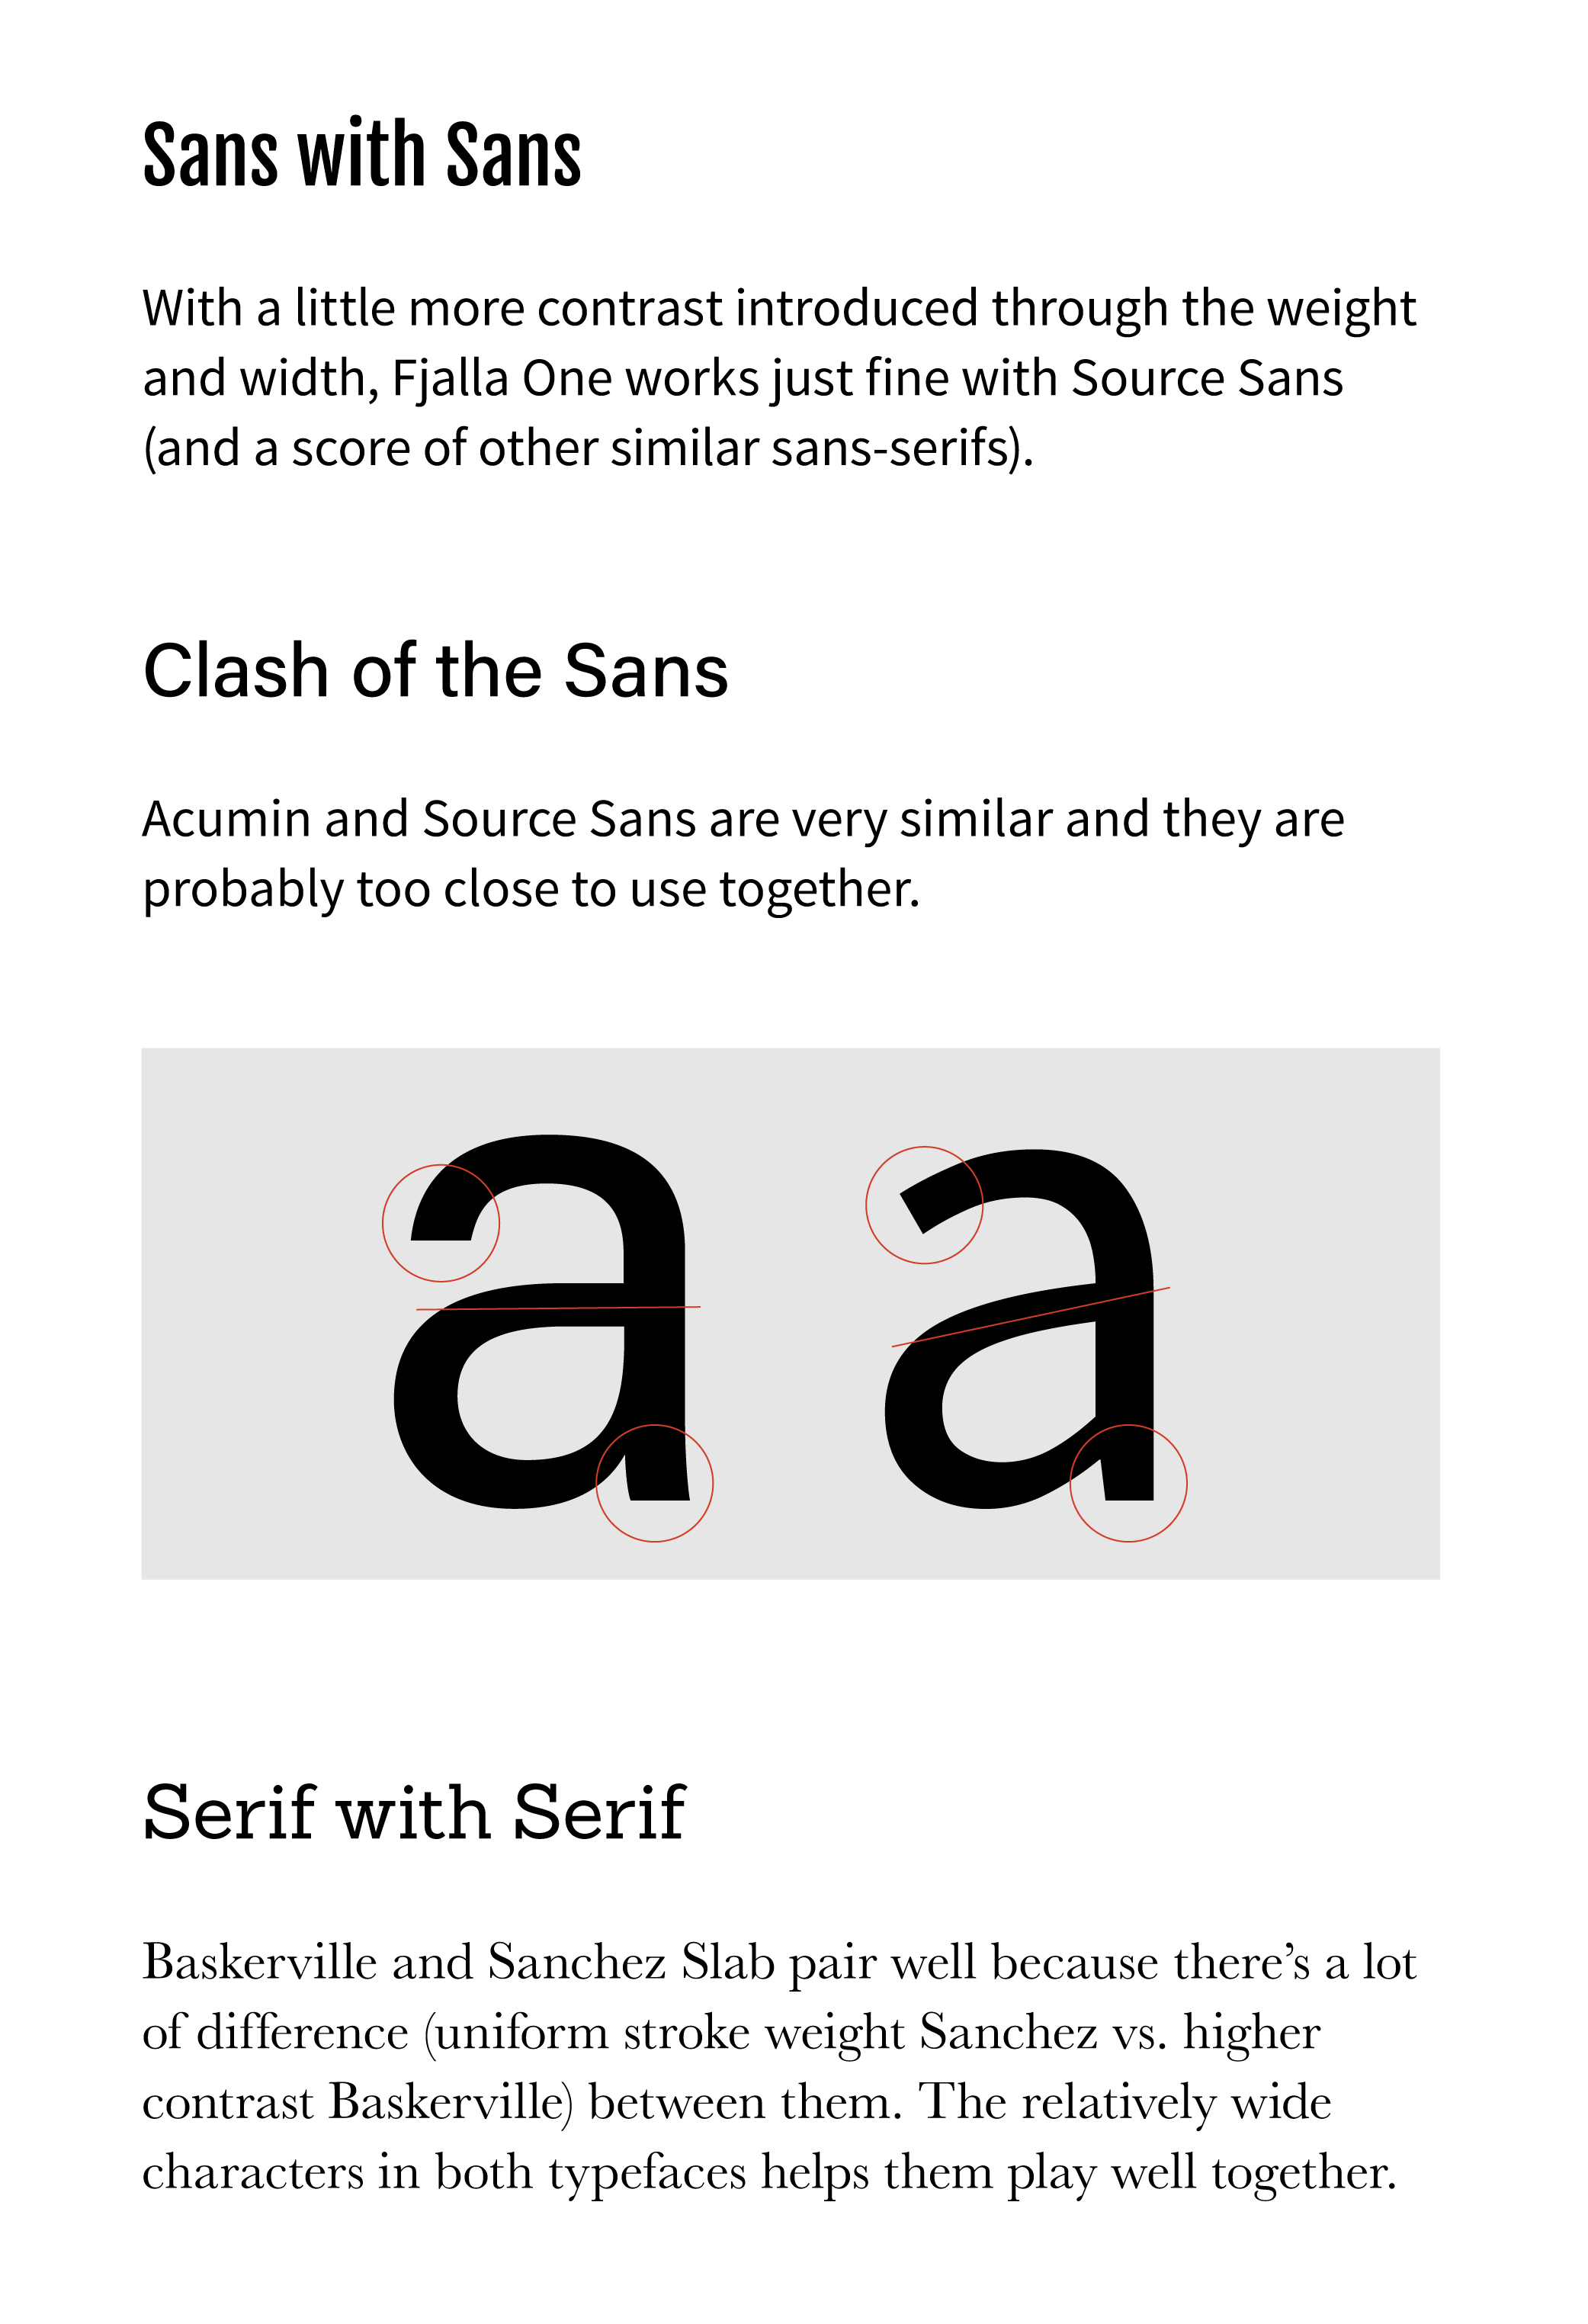 Sans with Sans
With a little more contrast introduced through the weight
and width, Fjalla One works just fine with Source Sans
(and a score of other similar sans-serifs).
Clash of the Sans
Acumin and Source Sans are very similar and they are
probably too close to use together.
a a
Serif with Serif
Baskerville and Sanchez Slab pair well because there’s a lot
of difference (uniform stroke weight Sanchez vs. higher
contrast Baskerville) between them. The relatively wide
characters in both typefaces helps them play well together.